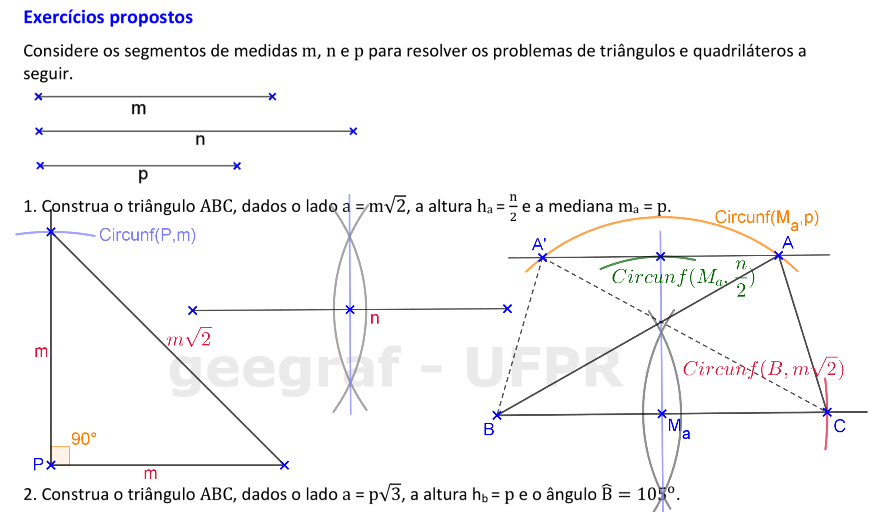 Exercícios propostos
Considere os segmentos de medidas m, n e p para resolver os problemas de triângulos e quadriláteros a
seguir.
m
n
p
1. Construa o triângulo ABC, dados o lado a = m√2, a altura hₐ = n/2 e a mediana mₐ = p.
Circunf(P,m)
Circunf(Mₐ,p)
A'
A
Circunf(Mₐ, n/2)
n
m√2
m
geegraf - UFPR
Circunf(B, m√2)
B
Mₐ
C
90°
P
m
2. Construa o triângulo ABC, dados o lado a = p√3, a altura h_b = p e o ângulo B̂ = 105º.